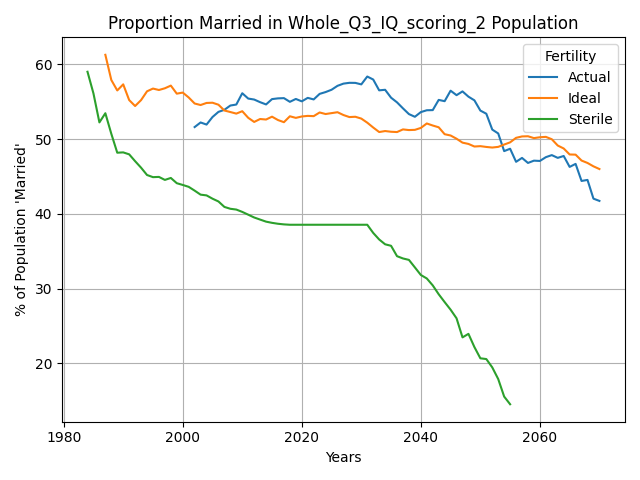 Proportion Married in Whole_Q3_IQ_scoring_2 Population
Fertility
Actual
Ideal
Sterile
% of Population 'Married'
60
50
40
30
20
1980
2000
2020
2040
2060
Years